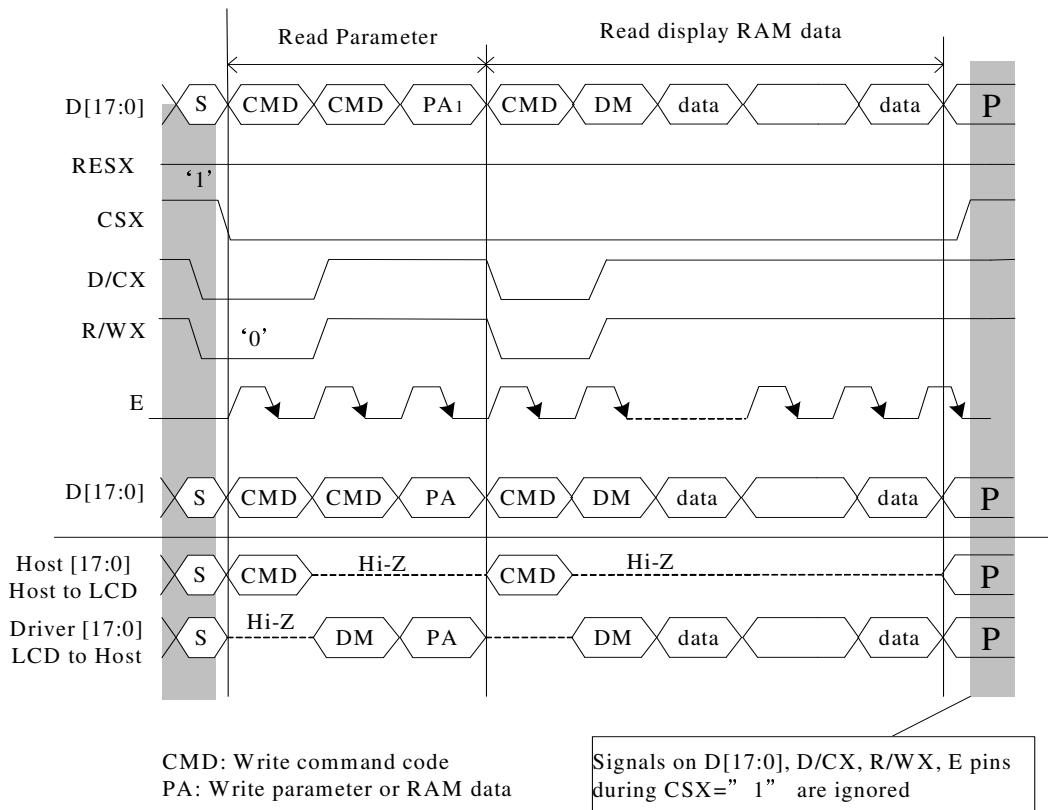 Read Parameter Read display RAM data
D[17:0] S CMD CMD PA1 CMD DM data data P
RESX ‘1’
CSX
D/CX
R/WX ‘0’
E
D[17:0] S CMD CMD PA CMD DM data data P
Host [17:0] S CMD Hi-Z CMD Hi-Z P
Host to LCD
Driver [17:0] S Hi-Z DM PA DM data data P
LCD to Host
CMD: Write command code
PA: Write parameter or RAM data
Signals on D[17:0], D/CX, R/WX, E pins
during CSX=” 1” are ignored